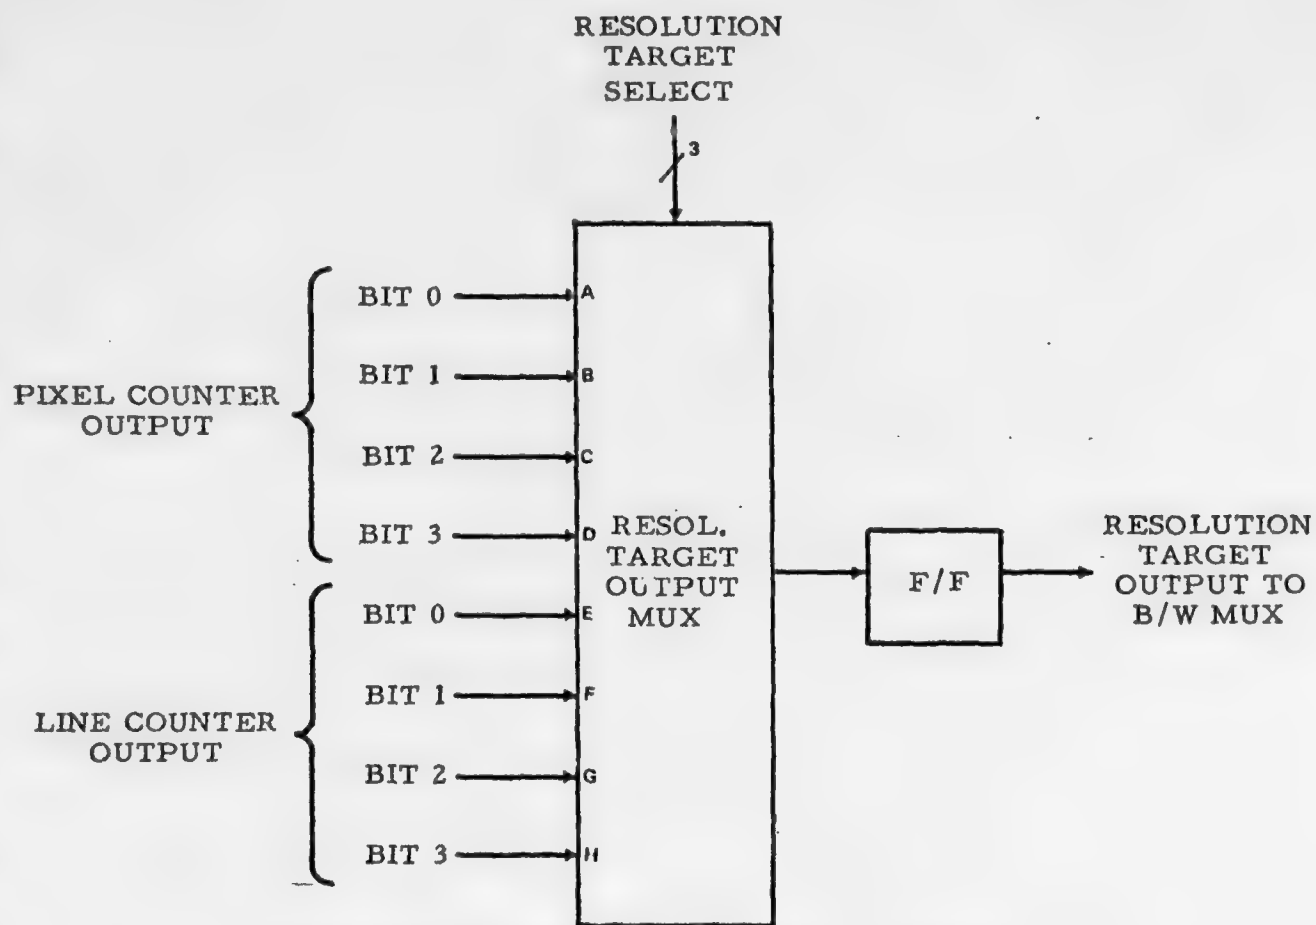 RESOLUTION
TARGET
SELECT
3
PIXEL COUNTER
OUTPUT
BIT 0
A
BIT 1
B
BIT 2
C
BIT 3
D
LINE COUNTER
OUTPUT
BIT 0
E
BIT 1
F
BIT 2
G
BIT 3
H
RESOL.
TARGET
OUTPUT
MUX
F/F
RESOLUTION
TARGET
OUTPUT TO
B/W MUX